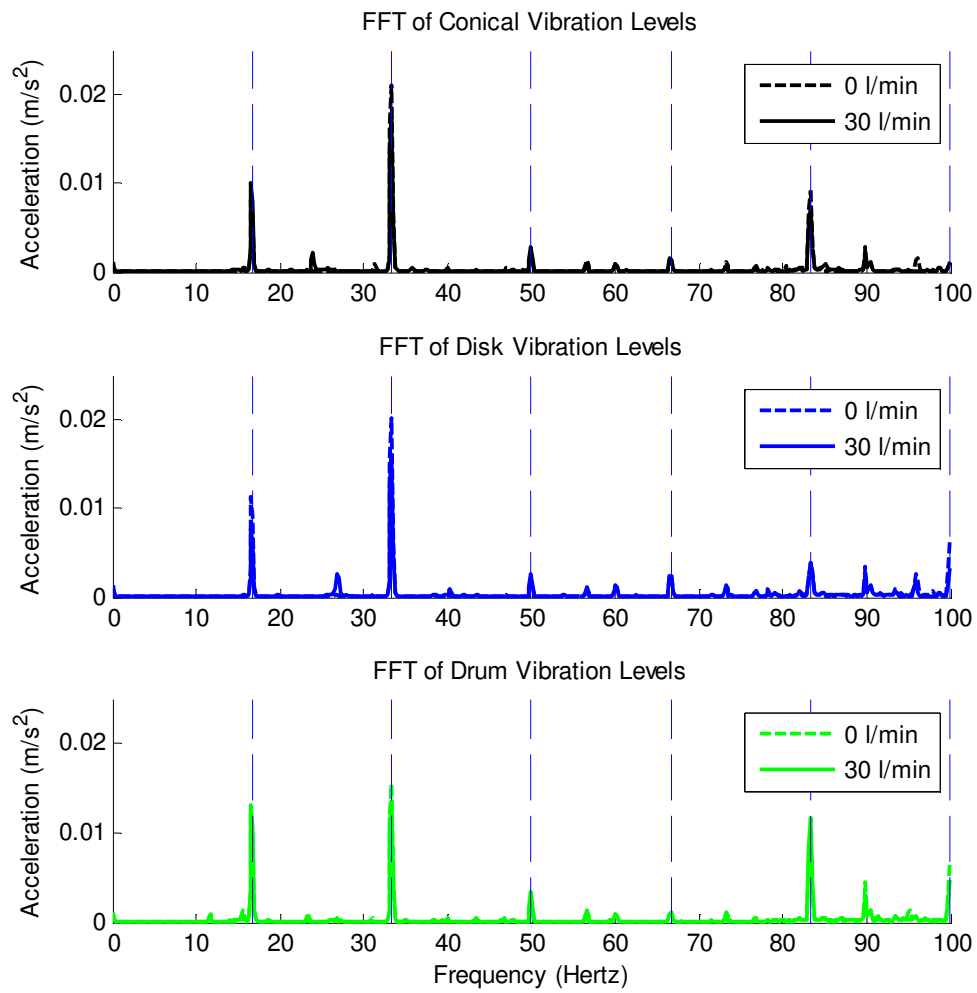 FFT of Conical Vibration Levels
Acceleration (m/s²)
0.02
0.01
0
0 l/min
30 l/min
0 10 20 30 40 50 60 70 80 90 100
FFT of Disk Vibration Levels
Acceleration (m/s²)
0.02
0.01
0
0 l/min
30 l/min
0 10 20 30 40 50 60 70 80 90 100
FFT of Drum Vibration Levels
Acceleration (m/s²)
0.02
0.01
0
0 l/min
30 l/min
0 10 20 30 40 50 60 70 80 90 100
Frequency (Hertz)